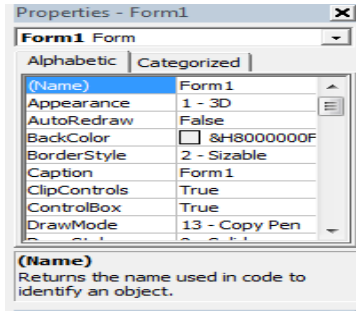 Properties - Form1
Form1 Form
Alphabetic Categorized
(Name) Form1
Appearance 1 - 3D
AutoRedraw False
BackColor &H8000000F
BorderStyle 2 - Sizable
Caption Form1
ClipControls True
ControlBox True
DrawMode 13 - Copy Pen
(Name)
Returns the name used in code to
identify an object.